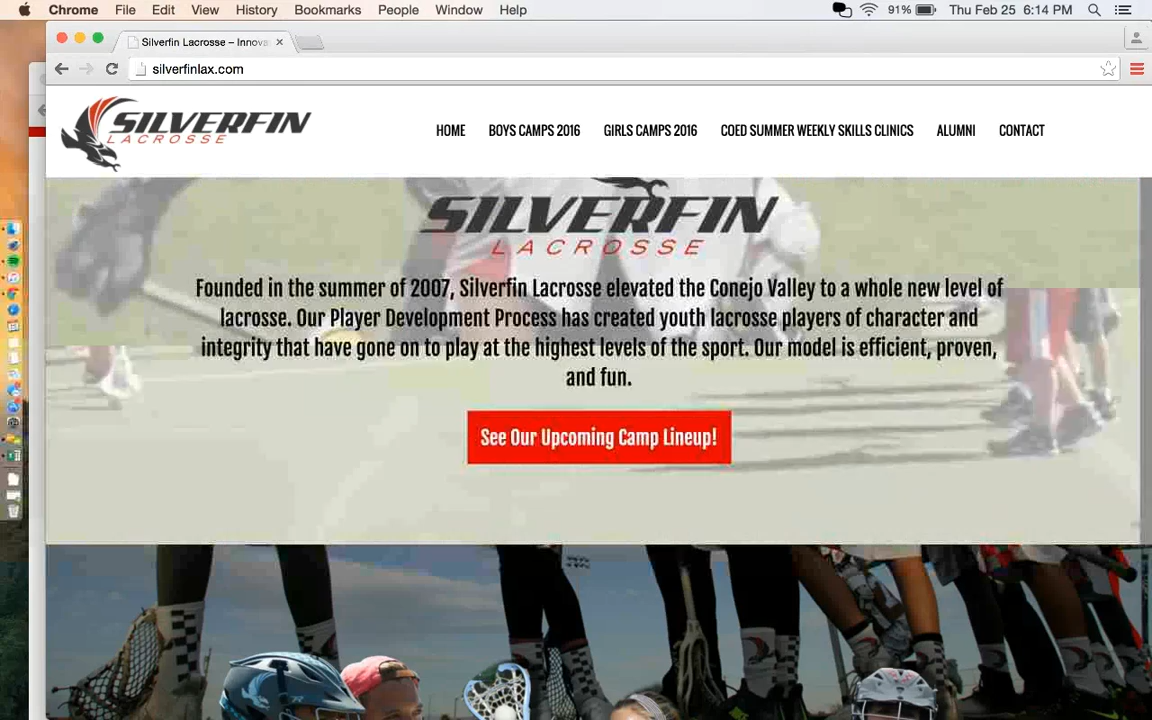 Chrome File Edit View History Bookmarks People Window Help 91% Thu Feb 25 6:14 PM
Silverfin Lacrosse – Innova
silverfinlax.com
SILVERFIN
LACROSSE
HOME BOYS CAMPS 2016 GIRLS CAMPS 2016 COED SUMMER WEEKLY SKILLS CLINICS ALUMNI CONTACT
SILVERFIN
LACROSSE
Founded in the summer of 2007, Silverfin Lacrosse elevated the Conejo Valley to a whole new level of
lacrosse. Our Player Development Process has created youth lacrosse players of character and
integrity that have gone on to play at the highest levels of the sport. Our model is efficient, proven,
and fun.
See Our Upcoming Camp Lineup!